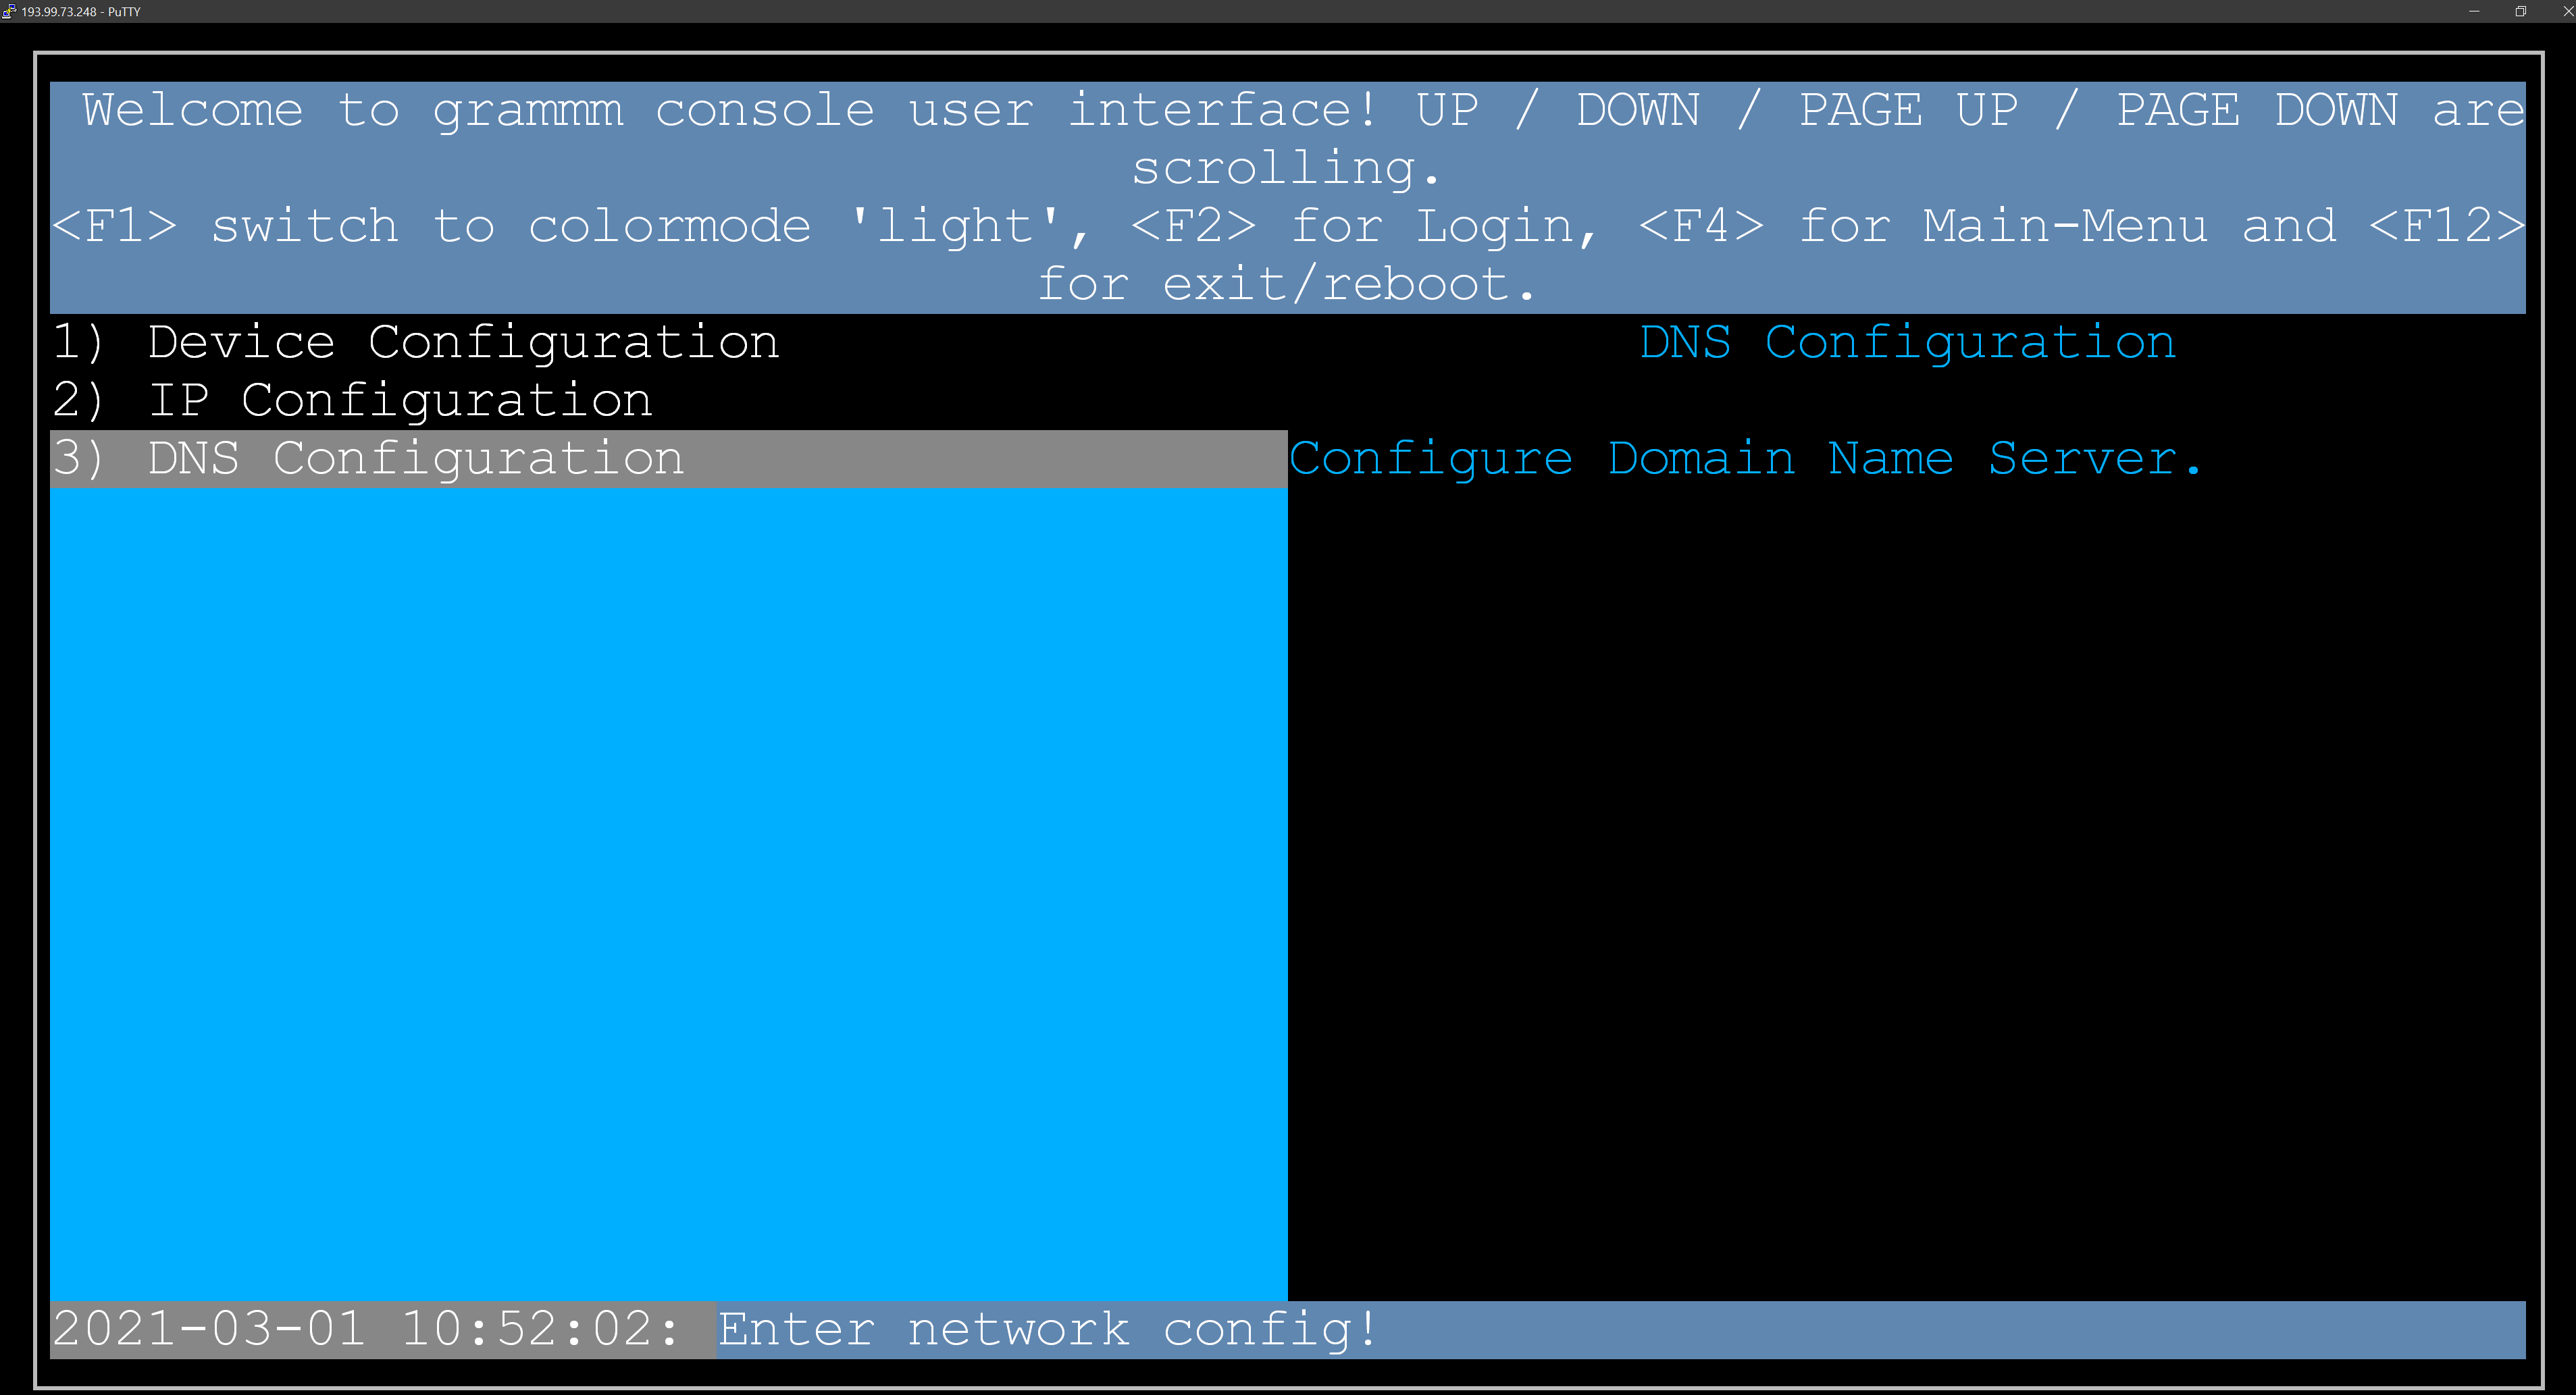 193.99.73.248 - PuTTY
Welcome to grammm console user interface! UP / DOWN / PAGE UP / PAGE DOWN are
scrolling.
<F1> switch to colormode 'light', <F2> for Login, <F4> for Main-Menu and <F12>
for exit/reboot.
1) Device Configuration
2) IP Configuration
3) DNS Configuration
DNS Configuration
Configure Domain Name Server.
2021-03-01 10:52:02: Enter network config!